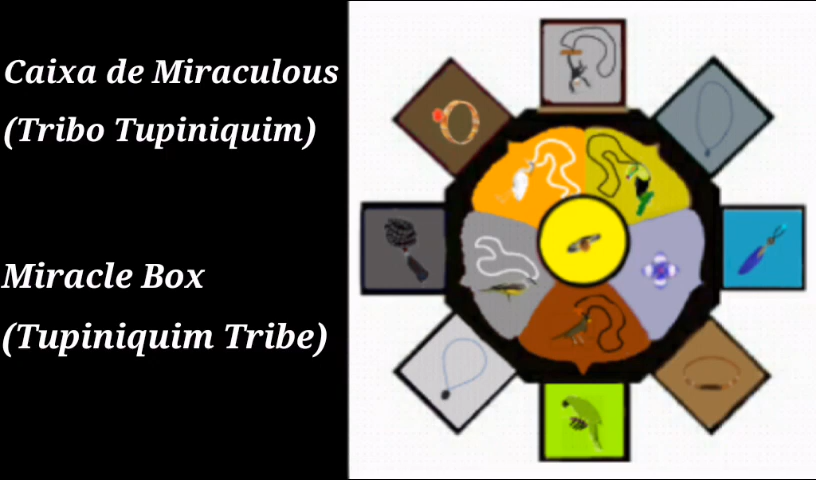 Caixa de Miraculous
(Tribo Tupiniquim)
Miracle Box
(Tupiniquim Tribe)